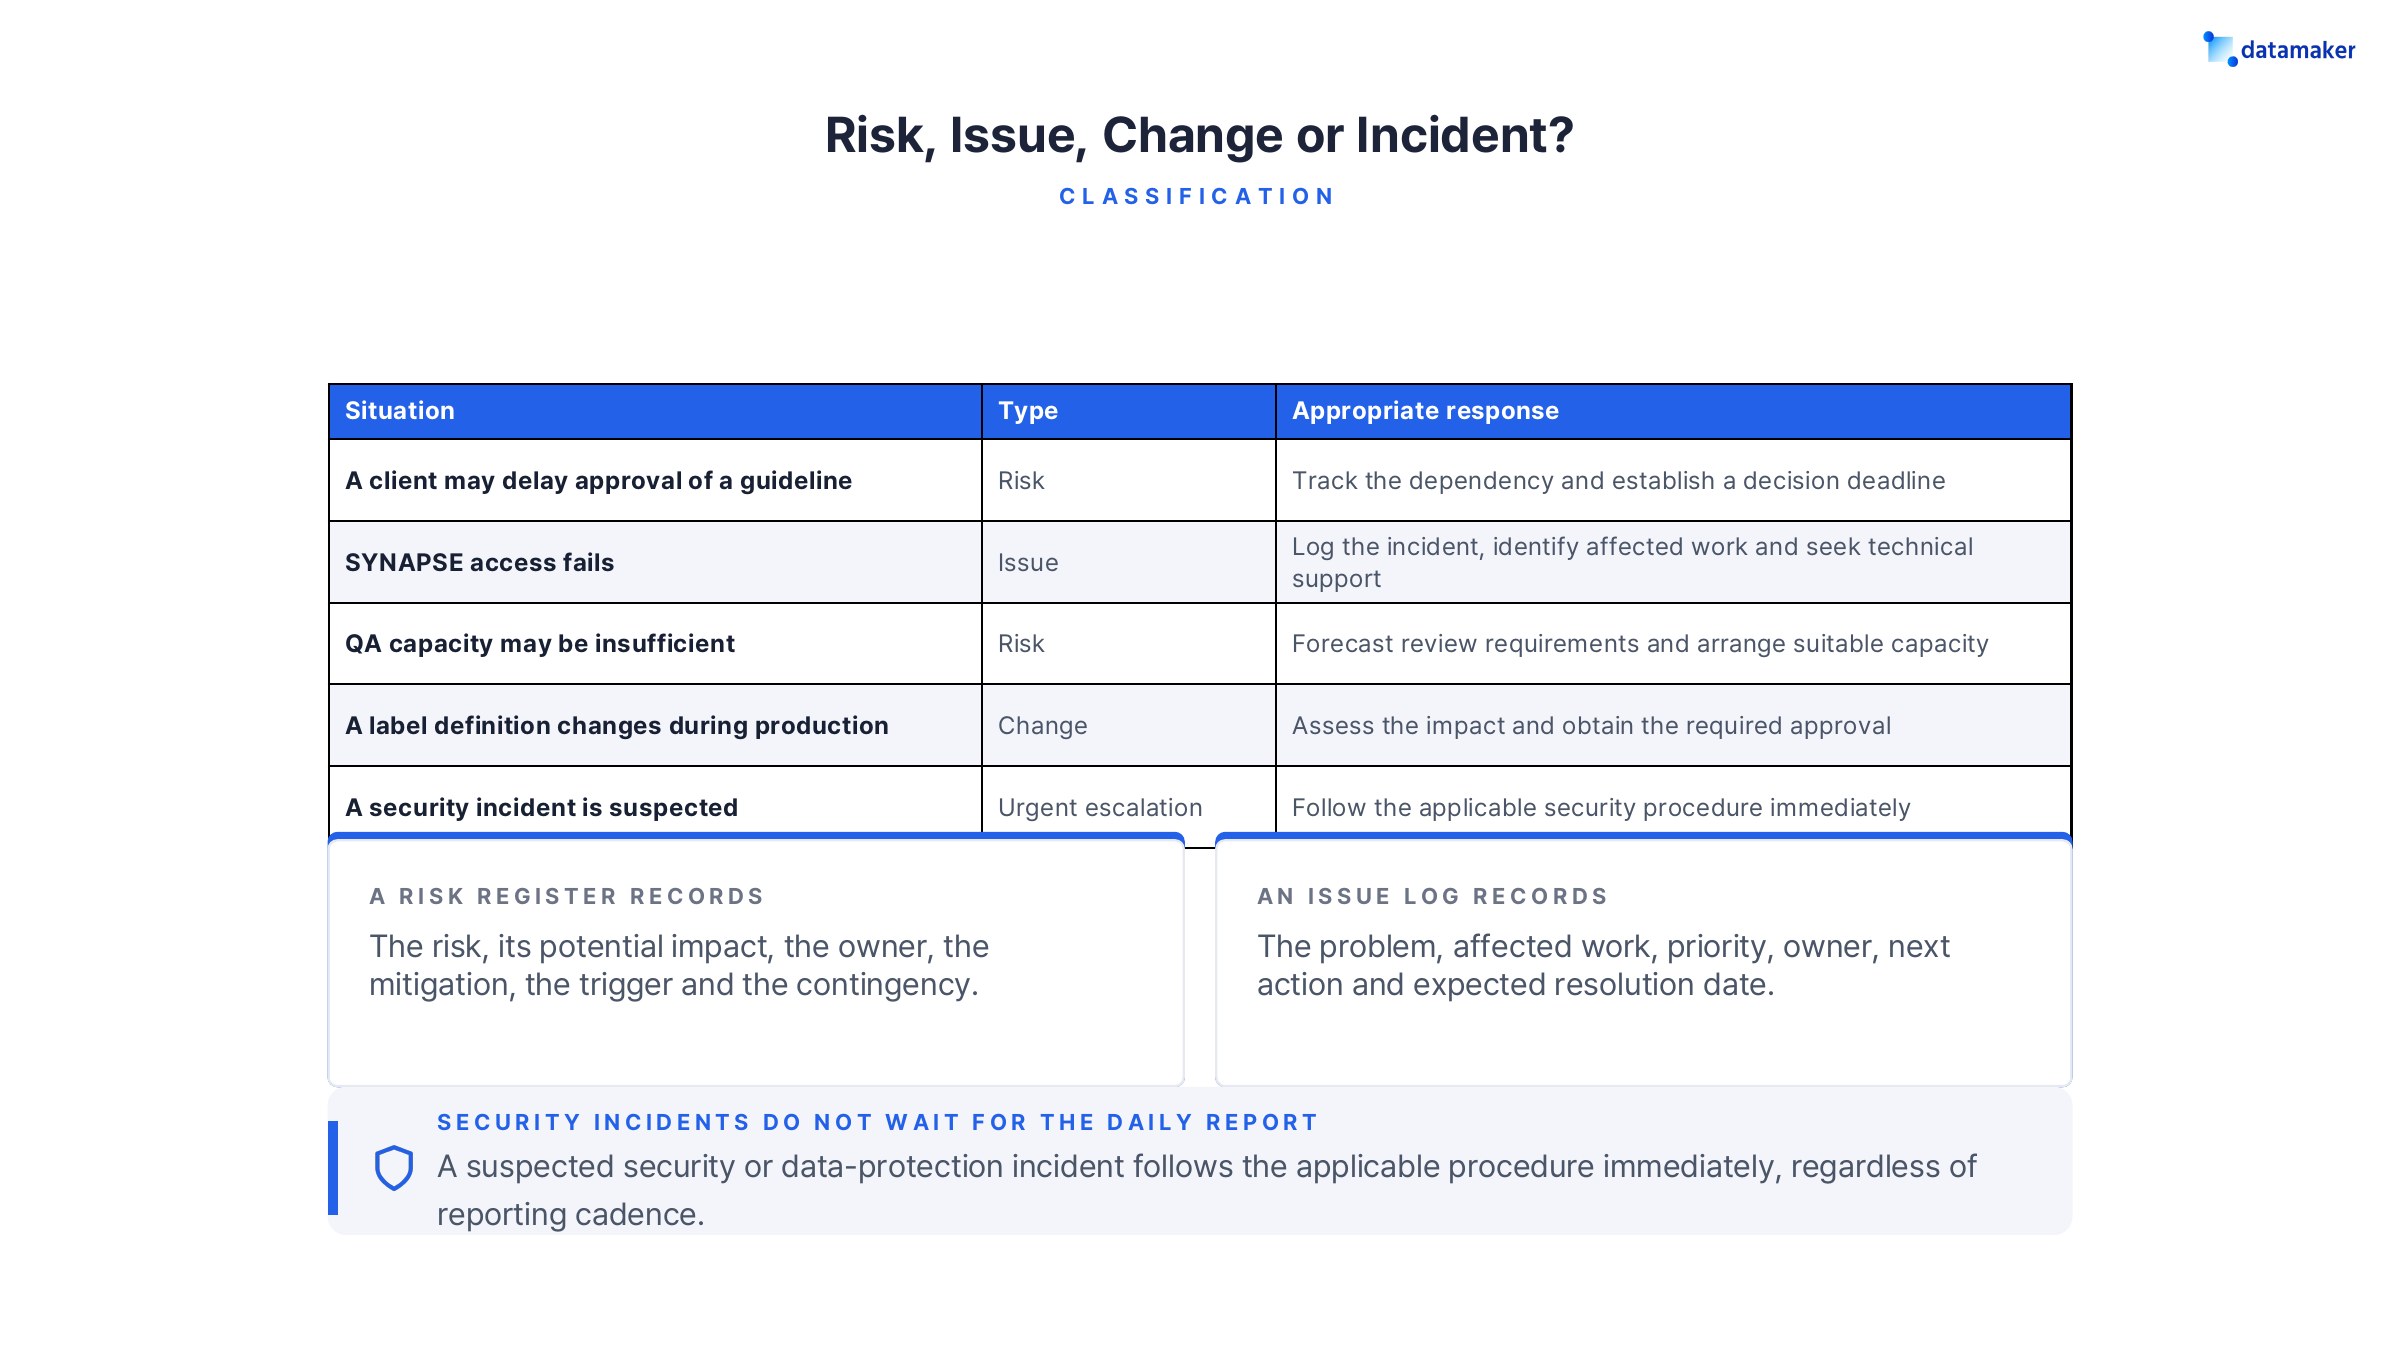 datamaker
Risk, Issue, Change or Incident?
CLASSIFICATION
Situation Type Appropriate response
A client may delay approval of a guideline Risk Track the dependency and establish a decision deadline
SYNAPSE access fails Issue Log the incident, identify affected work and seek technical
support
QA capacity may be insufficient Risk Forecast review requirements and arrange suitable capacity
A label definition changes during production Change Assess the impact and obtain the required approval
A security incident is suspected Urgent escalation Follow the applicable security procedure immediately
A RISK REGISTER RECORDS
The risk, its potential impact, the owner, the
mitigation, the trigger and the contingency.
AN ISSUE LOG RECORDS
The problem, affected work, priority, owner, next
action and expected resolution date.
SECURITY INCIDENTS DO NOT WAIT FOR THE DAILY REPORT
A suspected security or data-protection incident follows the applicable procedure immediately, regardless of
reporting cadence.